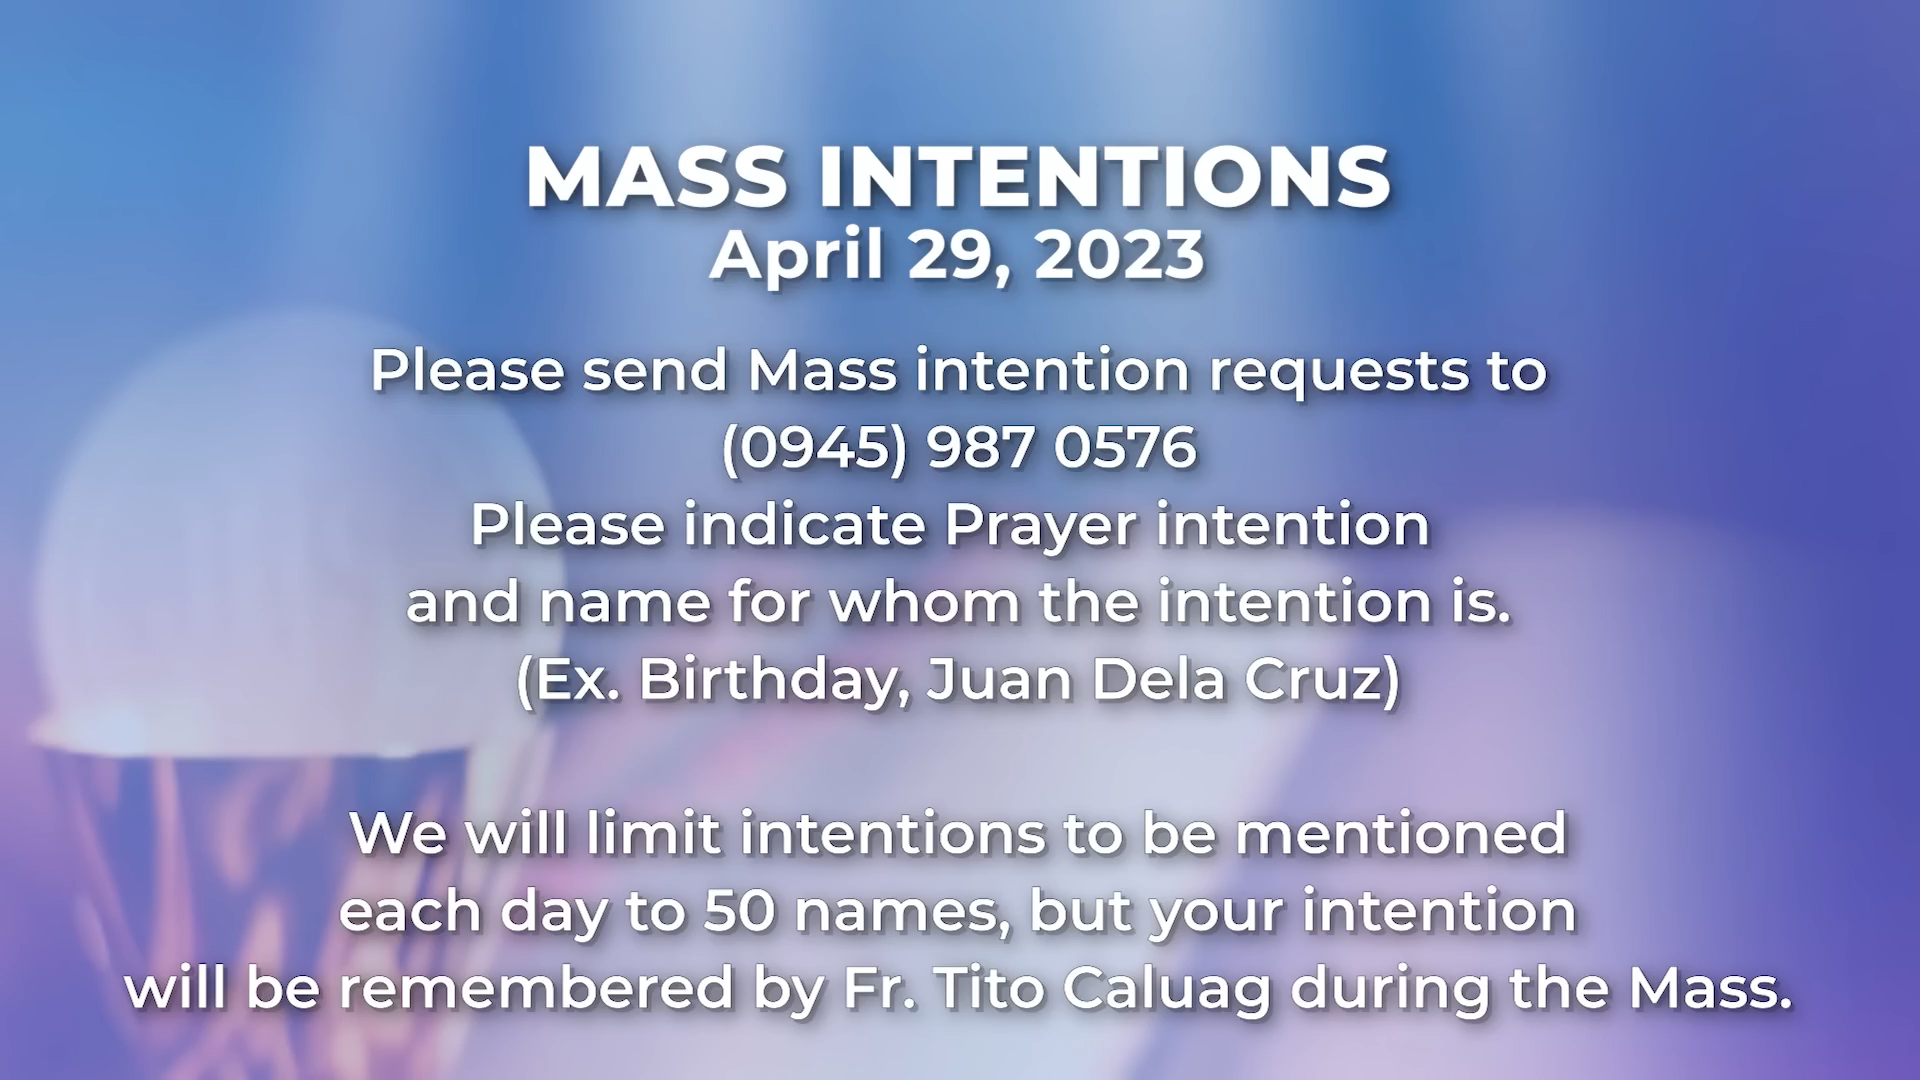 MASS INTENTIONS
April 29, 2023
Please send Mass intention requests to
(0945) 987 0576
Please indicate Prayer intention
and name for whom the intention is.
(Ex. Birthday, Juan Dela Cruz)
We will limit intentions to be mentioned
each day to 50 names, but your intention
will be remembered by Fr. Tito Caluag during the Mass.